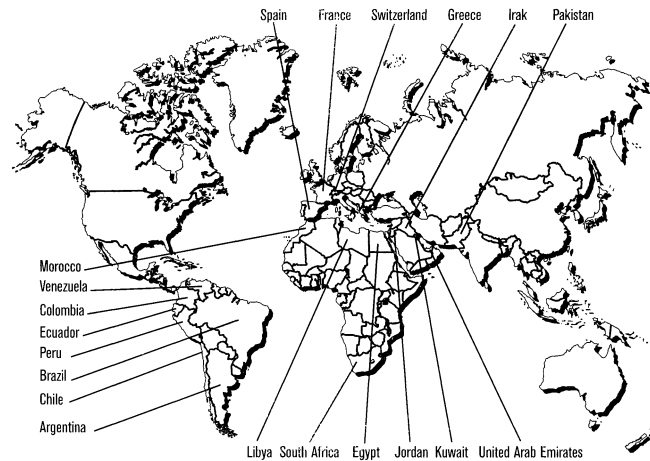 Spain France Switzerland Greece Irak Pakistan
Morocco
Venezuela
Colombia
Ecuador
Peru
Brazil
Chile
Argentina
Libya South Africa Egypt Jordan Kuwait United Arab Emirates